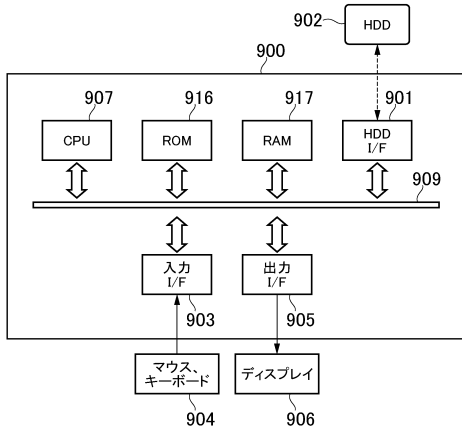 902
HDD
900
907
916
917
901
CPU
ROM
RAM
HDD
I/F
909
入力
I/F
出力
I/F
903
905
マウス、
キーボード
ディスプレイ
904
906